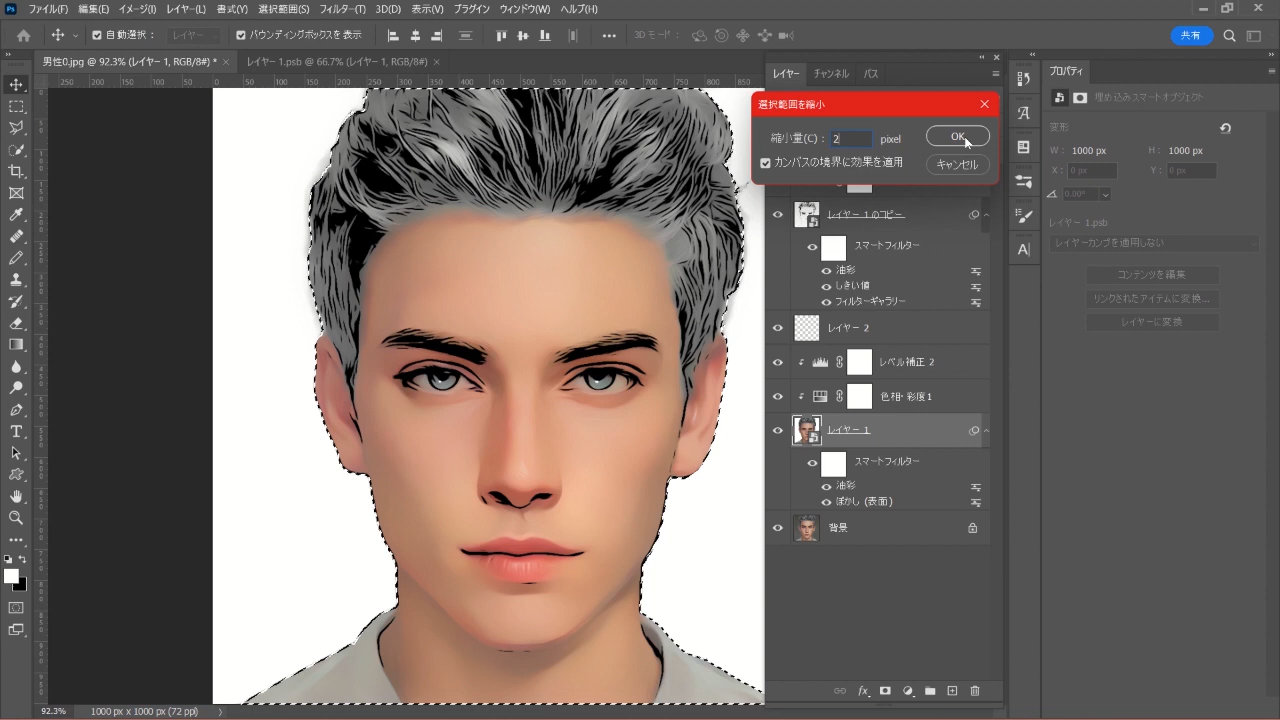 Ps ファイル(F) 編集(E) イメージ(I) レイヤー(L) 書式(Y) 選択範囲(S) フィルター(T) 3D(D) 表示(V) プラグイン ウィンドウ(W) ヘルプ(H)
自動選択： レイヤー バウンディングボックスを表示 3D モード： 共有
男性0.jpg @ 92.3% (レイヤー 1, RGB/8#) * × レイヤー 1.psb @ 66.7% (レイヤー 1, RGB/8#) ×
250 200 150 100 50 0 50 100 150 200 250 300 350 400 450 500 550 600 650 700 750 800 850
レイヤー チャンネル パス
プロパティ
埋め込みスマートオブジェクト
選択範囲を縮小
縮小量(C)： 2 pixel
OK
カンバスの境界に効果を適用
キャンセル
変形
W： 1000 px H： 1000 px
X： 0 px Y： 0 px
0.00°
レイヤー 1.psb
レイヤーカンプを適用しない
コンテンツを編集
リンクされたアイテムに変換...
レイヤーに変換
レイヤー 1 のコピー
スマートフィルター
油彩
しきい値
フィルターギャラリー
レイヤー 2
レベル補正 2
色相・彩度 1
レイヤー 1
スマートフィルター
油彩
ぼかし (表面)
背景
fx
92.3% 1000 px x 1000 px (72 ppi)